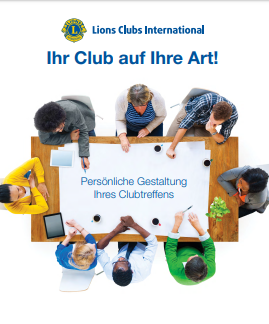 Lions Clubs International
Ihr Club auf Ihre Art!
Persönliche Gestaltung
Ihres Clubtreffens